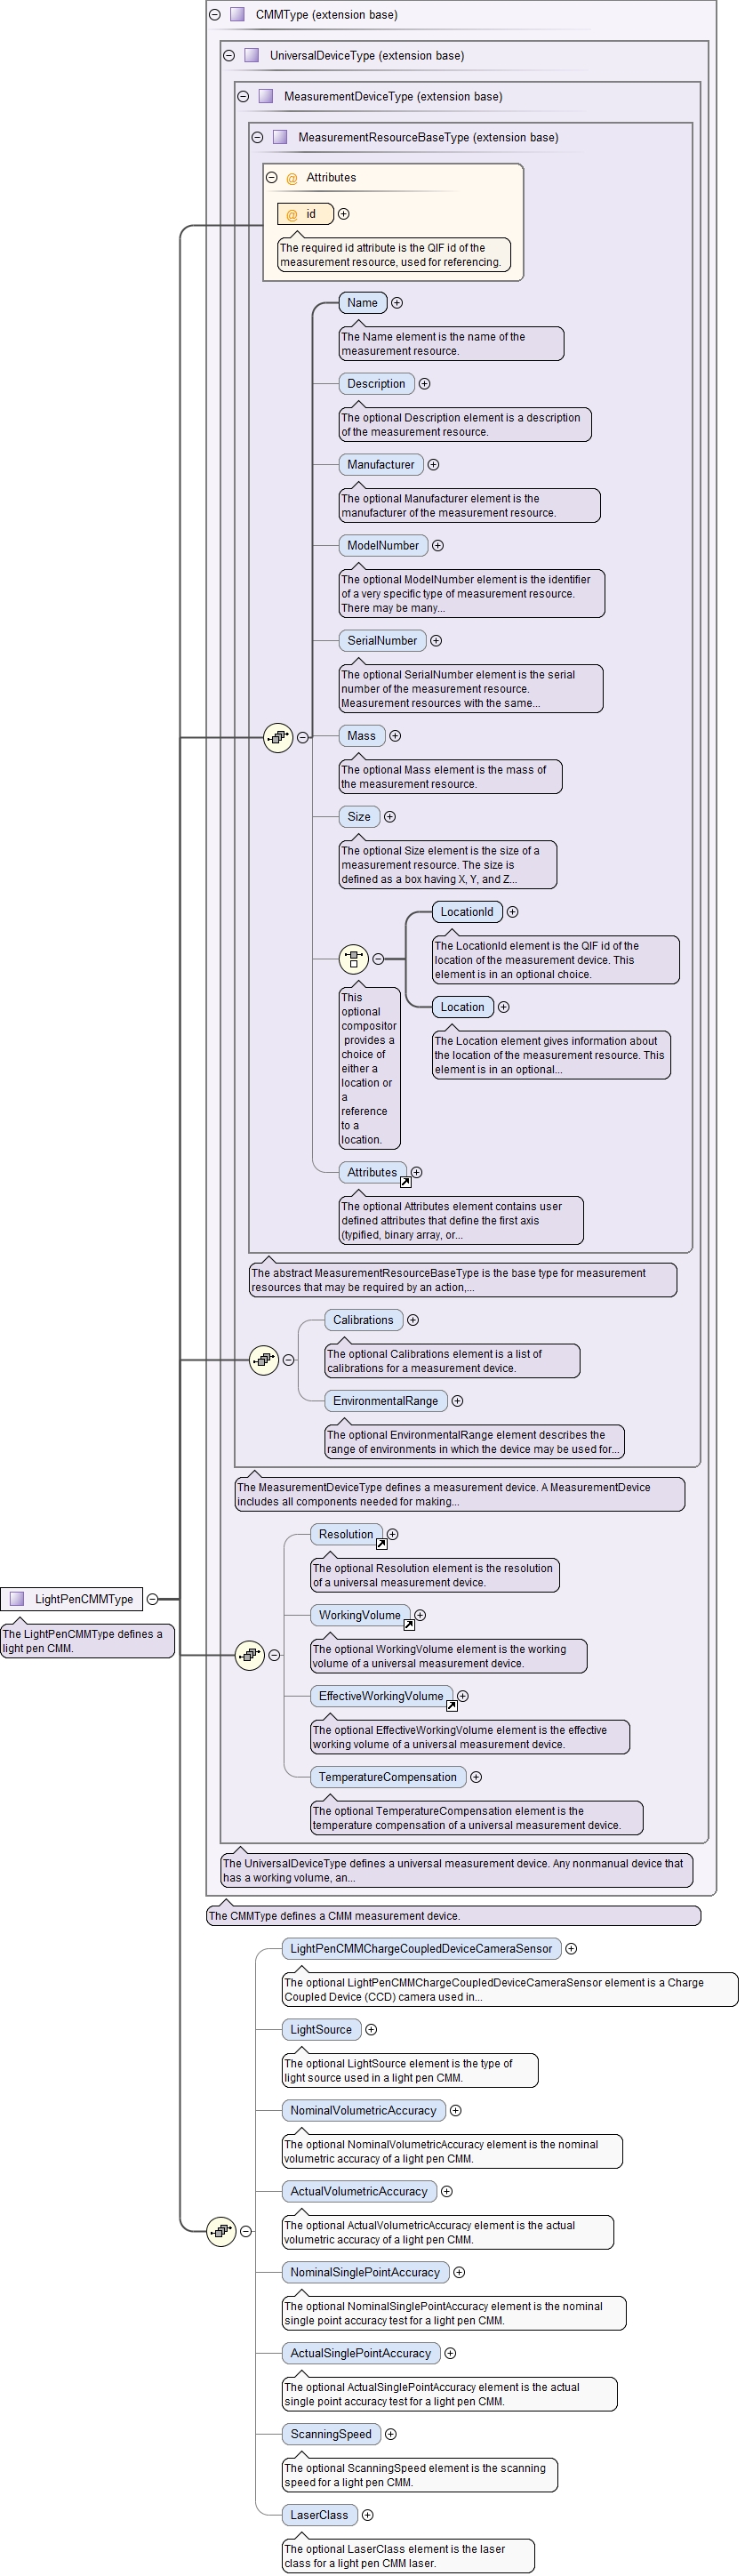 CMMType (extension base)
UniversalDeviceType (extension base)
MeasurementDeviceType (extension base)
MeasurementResourceBaseType (extension base)
@ Attributes
@ id
The required id attribute is the QIF id of the
measurement resource, used for referencing.
Name
The Name element is the name of the
measurement resource.
Description
The optional Description element is a description
of the measurement resource.
Manufacturer
The optional Manufacturer element is the
manufacturer of the measurement resource.
ModelNumber
The optional ModelNumber element is the identifier
of a very specific type of measurement resource.
There may be many...
SerialNumber
The optional SerialNumber element is the serial
number of the measurement resource.
Measurement resources with the same...
Mass
The optional Mass element is the mass of
the measurement resource.
Size
The optional Size element is the size of a
measurement resource. The size is
defined as a box having X, Y, and Z...
LocationId
The LocationId element is the QIF id of the
location of the measurement device. This
element is in an optional choice.
Location
The Location element gives information about
the location of the measurement resource. This
element is in an optional...
This
optional
compositor
provides a
choice of
either a
location or
a
reference
to a
location.
Attributes
The optional Attributes element contains user
defined attributes that define the first axis
(typified, binary array, or...
The abstract MeasurementResourceBaseType is the base type for measurement
resources that may be required by an action,...
Calibrations
The optional Calibrations element is a list of
calibrations for a measurement device.
EnvironmentalRange
The optional EnvironmentalRange element describes the
range of environments in which the device may be used for...
The MeasurementDeviceType defines a measurement device. A MeasurementDevice
includes all components needed for making...
Resolution
The optional Resolution element is the resolution
of a universal measurement device.
LightPenCMMType
The LightPenCMMType defines a
light pen CMM.
WorkingVolume
The optional WorkingVolume element is the working
volume of a universal measurement device.
EffectiveWorkingVolume
The optional EffectiveWorkingVolume element is the effective
working volume of a universal measurement device.
TemperatureCompensation
The optional TemperatureCompensation element is the
temperature compensation of a universal measurement device.
The UniversalDeviceType defines a universal measurement device. Any nonmanual device that
has a working volume, an...
The CMMType defines a CMM measurement device.
LightPenCMMChargeCoupledDeviceCameraSensor
The optional LightPenCMMChargeCoupledDeviceCameraSensor element is a Charge
Coupled Device (CCD) camera used in...
LightSource
The optional LightSource element is the type of
light source used in a light pen CMM.
NominalVolumetricAccuracy
The optional NominalVolumetricAccuracy element is the nominal
volumetric accuracy of a light pen CMM.
ActualVolumetricAccuracy
The optional ActualVolumetricAccuracy element is the actual
volumetric accuracy of a light pen CMM.
NominalSinglePointAccuracy
The optional NominalSinglePointAccuracy element is the nominal
single point accuracy test for a light pen CMM.
ActualSinglePointAccuracy
The optional ActualSinglePointAccuracy element is the actual
single point accuracy test for a light pen CMM.
ScanningSpeed
The optional ScanningSpeed element is the scanning
speed for a light pen CMM.
LaserClass
The optional LaserClass element is the laser
class for a light pen CMM laser.